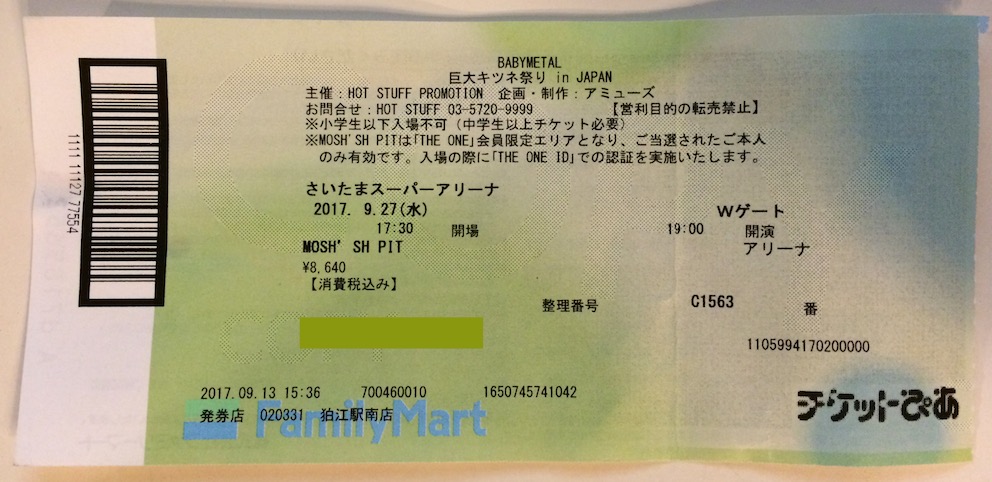 BABYMETAL
巨大キツネ祭り in JAPAN
主催：HOT STUFF PROMOTION 企画・制作：アミューズ
お問合せ：HOT STUFF 03-5720-9999 【営利目的の転売禁止】
※小学生以下入場不可（中学生以上チケット必要）
※MOSH'SH PITは「THE ONE」会員限定エリアとなり、ご当選されたご本人
のみ有効です。入場の際に「THE ONE ID」での認証を実施いたします。
さいたまスーパーアリーナ
2017. 9.27(水) Wゲート
17:30 開場 19:00 開演
MOSH' SH PIT アリーナ
¥8,640
【消費税込み】
整理番号 C1563 番
1105994170200000
2017.09.13 15:36 700460010 1650745741042
発券店 020331 狛江駅南店
FamilyMart
チケットぴあ
1111 11127 77554